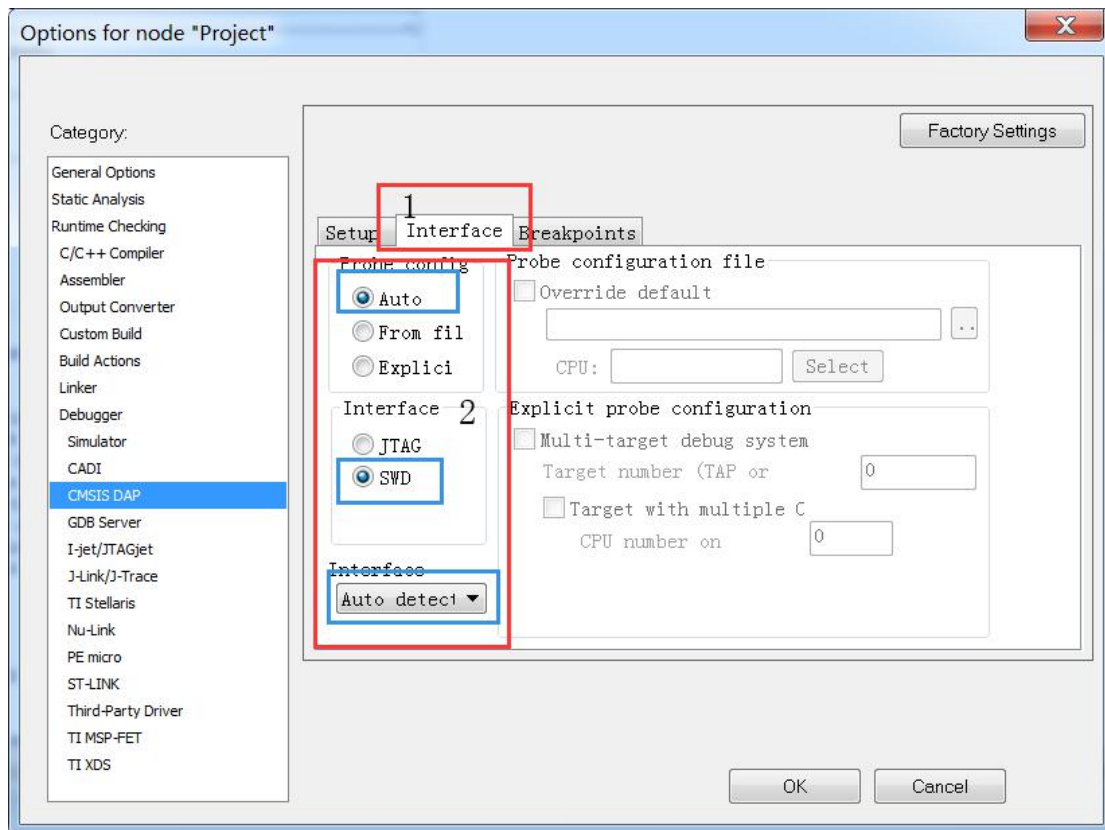 Options for node "Project"
Category:
Factory Settings
General Options
Static Analysis
Runtime Checking
C/C++ Compiler
Assembler
Output Converter
Custom Build
Build Actions
Linker
Debugger
Simulator
CADI
CMSIS DAP
GDB Server
I-jet/JTAGjet
J-Link/J-Trace
TI Stellaris
Nu-Link
PE micro
ST-LINK
Third-Party Driver
TI MSP-FET
TI XDS
1
Setup Interface Breakpoints
Probe config
Auto
From fil
Explici
Probe configuration file
Override default
..
CPU: Select
Interface 2
JTAG
SWD
Interface
Auto detect
Explicit probe configuration
Multi-target debug system
Target number (TAP or 0
Target with multiple C
CPU number on 0
OK Cancel